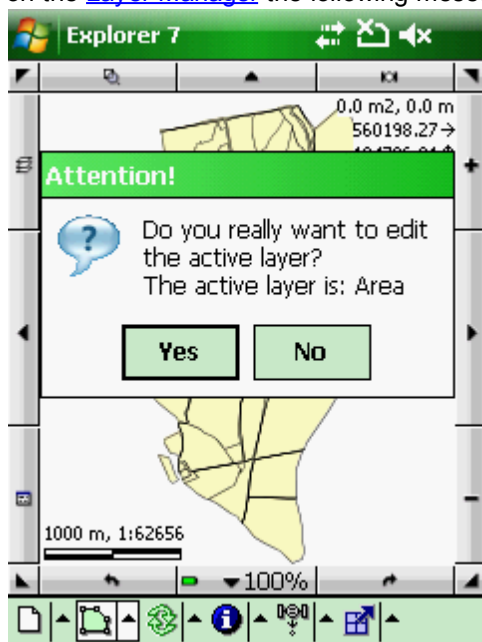 Explorer 7
0.0 m2, 0.0 m
560198.27
Attention!
Do you really want to edit
the active layer?
The active layer is: Area
Yes
No
1000 m, 1:62656
100%